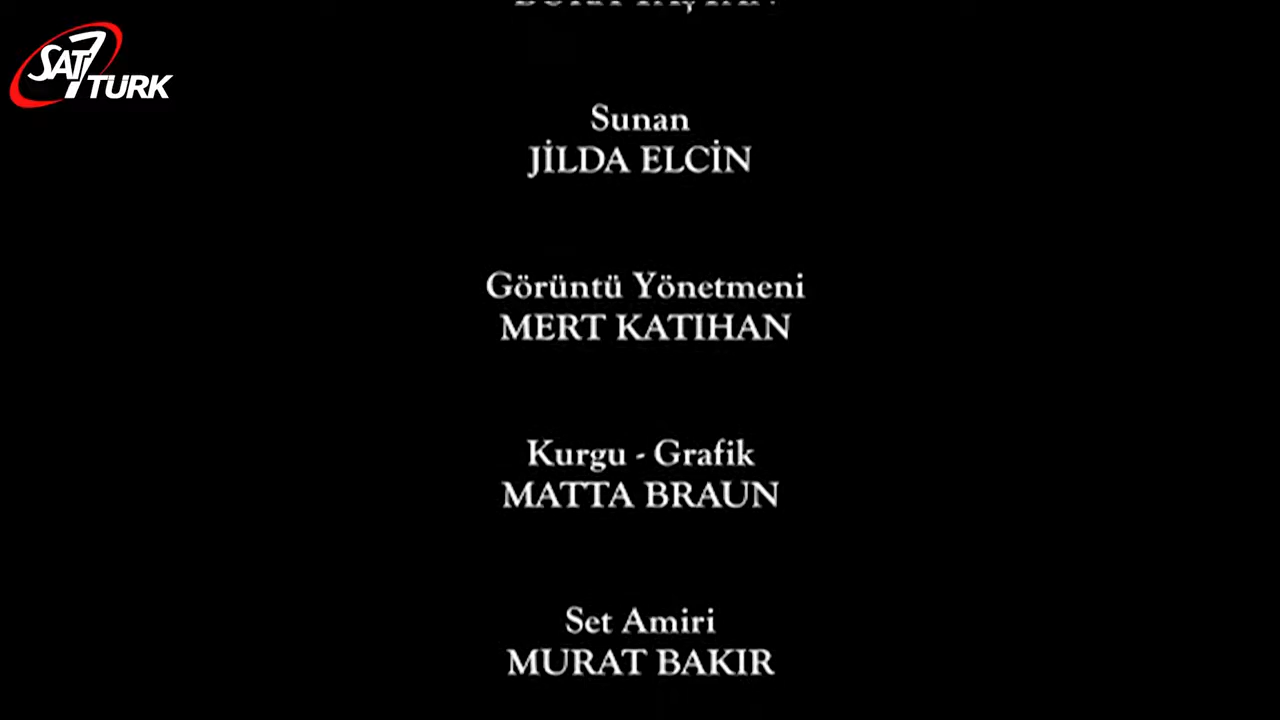 SAT7
TURK
Sunan
JİLDA ELCİN
Görüntü Yönetmeni
MERT KATIHAN
Kurgu - Grafik
MATTA BRAUN
Set Amiri
MURAT BAKIR